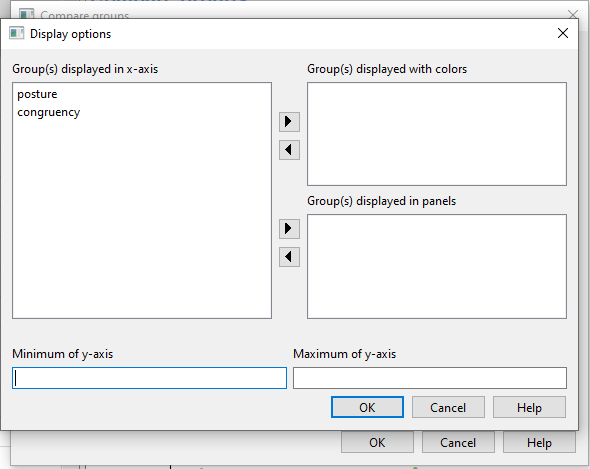 Compare groups
Display options
Group(s) displayed in x-axis
Group(s) displayed with colors
posture
congruency
Group(s) displayed in panels
Minimum of y-axis
Maximum of y-axis
OK
Cancel
Help
OK
Cancel
Help